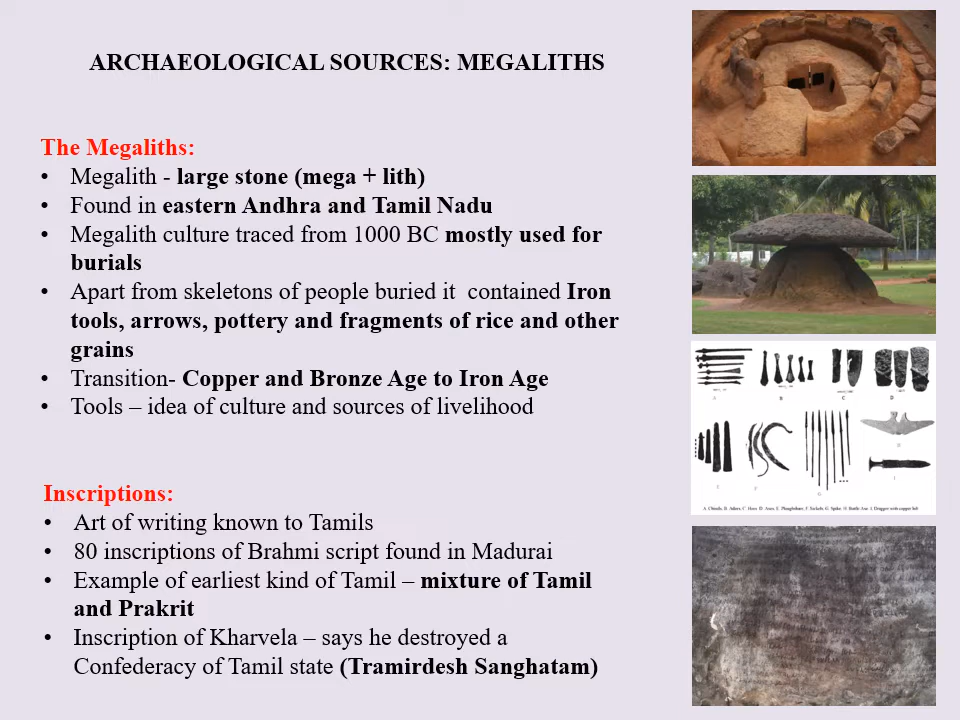 ARCHAEOLOGICAL SOURCES: MEGALITHS
The Megaliths:
• Megalith - large stone (mega + lith)
• Found in eastern Andhra and Tamil Nadu
• Megalith culture traced from 1000 BC mostly used for
burials
• Apart from skeletons of people buried it  contained Iron
tools, arrows, pottery and fragments of rice and other
grains
• Transition- Copper and Bronze Age to Iron Age
• Tools – idea of culture and sources of livelihood
Inscriptions:
• Art of writing known to Tamils
• 80 inscriptions of Brahmi script found in Madurai
• Example of earliest kind of Tamil – mixture of Tamil
and Prakrit
• Inscription of Kharvela – says he destroyed a
Confederacy of Tamil state (Tramirdesh Sanghatam)
A B C D
E F G H
I